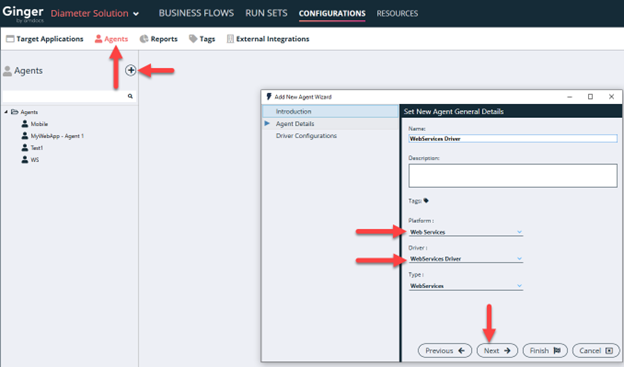 Ginger Diameter Solution BUSINESS FLOWS RUN SETS CONFIGURATIONS RESOURCES
by amdocs
Target Applications Agents Reports Tags External Integrations
Agents
Agents
Mobile
MyWebApp - Agent 1
Test1
WS
Add New Agent Wizard
Introduction
Agent Details
Driver Configurations
Set New Agent General Details
Name:
WebServices Driver
Description:
Tags:
Platform :
Web Services
Driver :
WebServices Driver
Type :
WebServices
Previous Next Finish Cancel